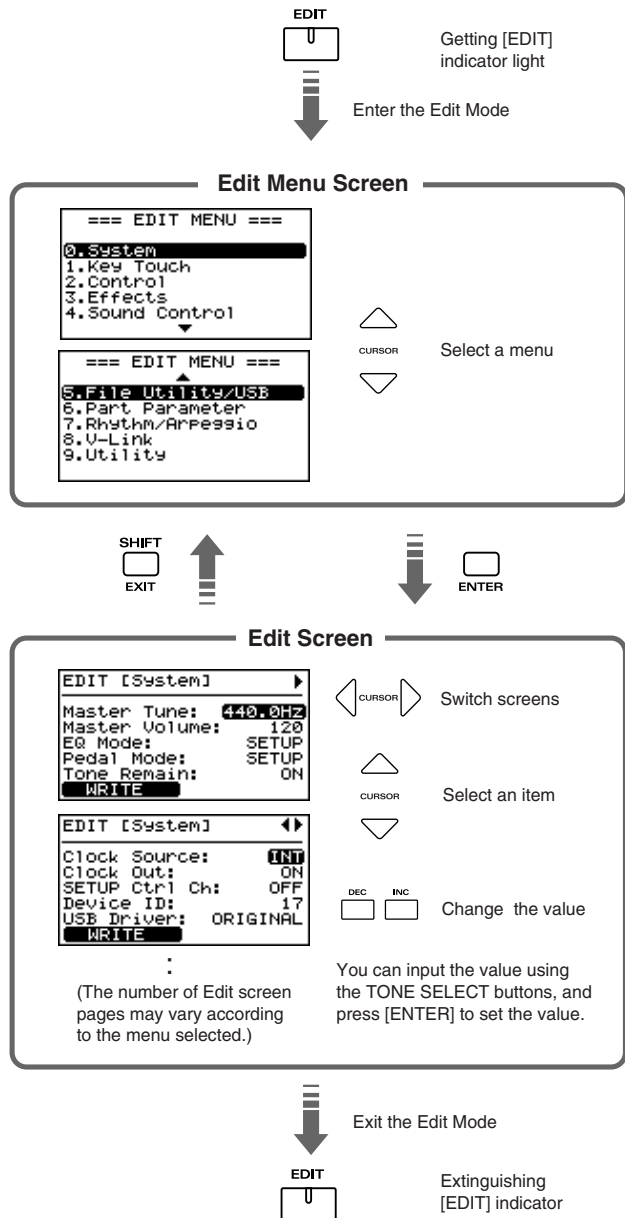 EDIT
Getting [EDIT]
indicator light
Enter the Edit Mode
Edit Menu Screen
=== EDIT MENU ===
0.System
1.Key Touch
2.Control
3.Effects
4.Sound Control
=== EDIT MENU ===
5.File Utility/USB
6.Part Parameter
7.Rhythm/Arpeggio
8.V-Link
9.Utility
CURSOR
Select a menu
SHIFT
EXIT
ENTER
Edit Screen
EDIT [System]
Master Tune: 440.0Hz
Master Volume: 120
EQ Mode: SETUP
Pedal Mode: SETUP
Tone Remain: ON
WRITE
CURSOR
Switch screens
CURSOR
Select an item
EDIT [System]
Clock Source: INT
Clock Out: ON
SETUP Ctrl Ch: OFF
Device ID: 17
USB Driver: ORIGINAL
WRITE
DEC INC
Change the value
:
(The number of Edit screen
pages may vary according
to the menu selected.)
You can input the value using
the TONE SELECT buttons, and
press [ENTER] to set the value.
Exit the Edit Mode
EDIT
Extinguishing
[EDIT] indicator